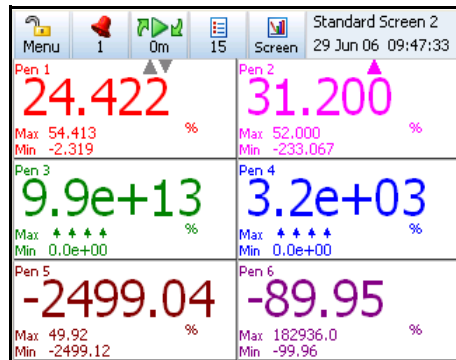 Menu
1
0m
15
Screen
Standard Screen 2
29 Jun 06 09:47:33
Pen 1
24.422
Max 54.413 %
Min -2.319
Pen 2
31.200
Max 52.000 %
Min -233.067
Pen 3
9.9e+13
Max %
Min 0.0e+00
Pen 4
3.2e+03
Max %
Min 0.0e+00
Pen 5
-2499.04
Max 49.92 %
Min -2499.12
Pen 6
-89.95
Max 182936.0 %
Min -99.96